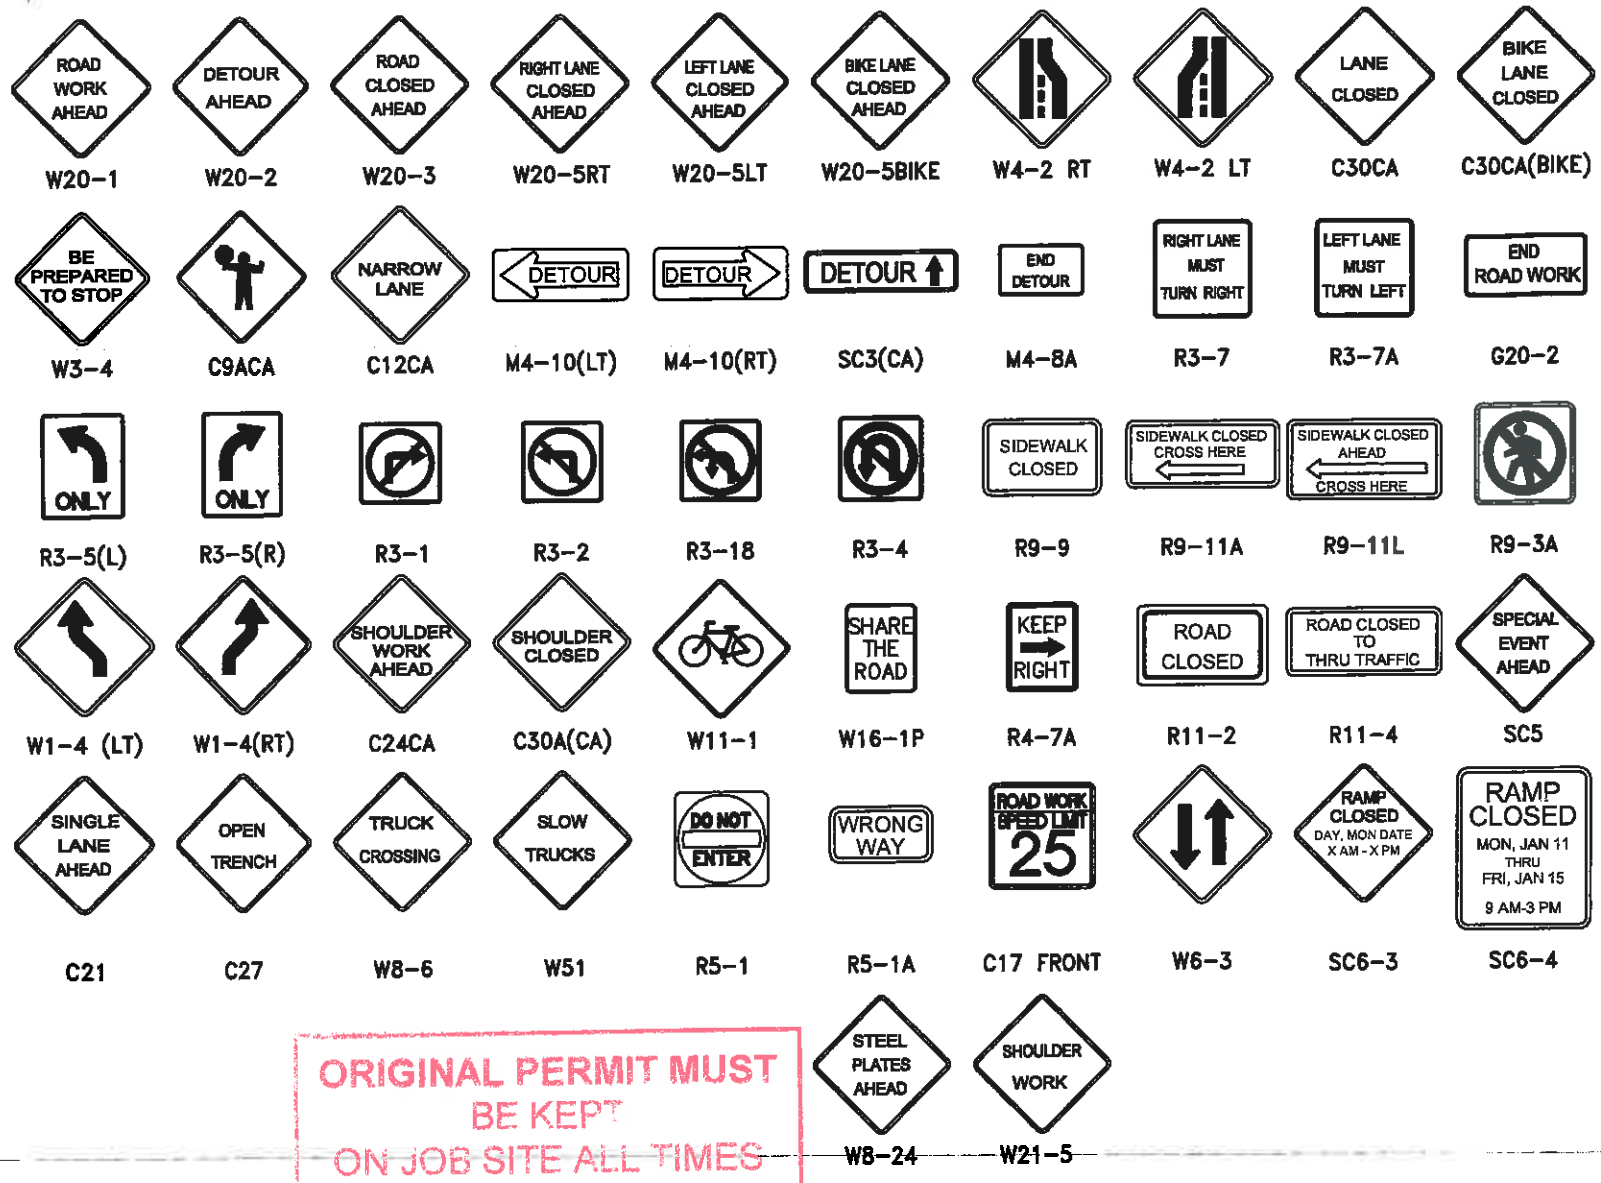 ROAD
WORK
AHEAD
W20-1
DETOUR
AHEAD
W20-2
ROAD
CLOSED
AHEAD
W20-3
RIGHT LANE
CLOSED
AHEAD
W20-5RT
LEFT LANE
CLOSED
AHEAD
W20-5LT
BIKE LANE
CLOSED
AHEAD
W20-5BIKE
W4-2 RT
W4-2 LT
LANE
CLOSED
C30CA
BIKE
LANE
CLOSED
C30CA(BIKE)
BE
PREPARED
TO STOP
W3-4
C9ACA
NARROW
LANE
C12CA
DETOUR
M4-10(LT)
DETOUR
M4-10(RT)
DETOUR
SC3(CA)
END
DETOUR
M4-8A
RIGHT LANE
MUST
TURN RIGHT
R3-7
LEFT LANE
MUST
TURN LEFT
R3-7A
END
ROAD WORK
G20-2
ONLY
R3-5(L)
ONLY
R3-5(R)
R3-1
R3-2
R3-18
R3-4
SIDEWALK
CLOSED
R9-9
SIDEWALK CLOSED
CROSS HERE
R9-11A
SIDEWALK CLOSED
AHEAD
CROSS HERE
R9-11L
R9-3A
W1-4 (LT)
W1-4(RT)
SHOULDER
WORK
AHEAD
C24CA
SHOULDER
CLOSED
C30A(CA)
W11-1
SHARE
THE
ROAD
W16-1P
KEEP
RIGHT
R4-7A
ROAD
CLOSED
R11-2
ROAD CLOSED
TO
THRU TRAFFIC
R11-4
SPECIAL
EVENT
AHEAD
SC5
SINGLE
LANE
AHEAD
C21
OPEN
TRENCH
C27
TRUCK
CROSSING
W8-6
SLOW
TRUCKS
W51
DO NOT
ENTER
R5-1
WRONG
WAY
R5-1A
ROAD WORK
SPEED LIMIT
25
C17 FRONT
W6-3
RAMP
CLOSED
DAY, MON DATE
X AM - X PM
SC6-3
RAMP
CLOSED
MON, JAN 11
THRU
FRI, JAN 15
9 AM-3 PM
SC6-4
ORIGINAL PERMIT MUST
BE KEPT
ON JOB SITE ALL TIMES
STEEL
PLATES
AHEAD
W8-24
SHOULDER
WORK
W21-5